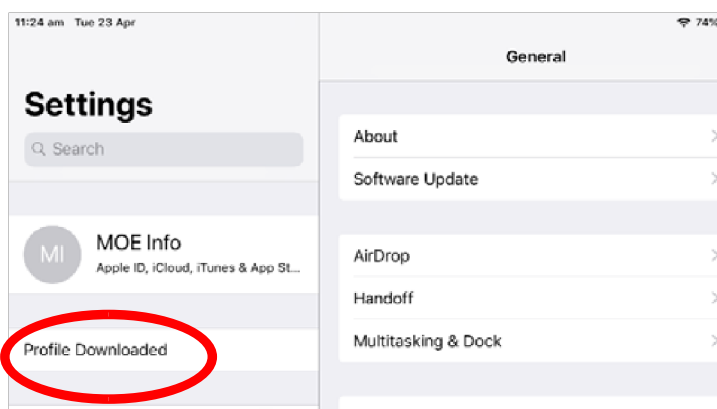 11:24 am Tue 23 Apr
74%
Settings
Search
MI
MOE Info
Apple ID, iCloud, iTunes & App St...
Profile Downloaded
General
About
Software Update
AirDrop
Handoff
Multitasking & Dock